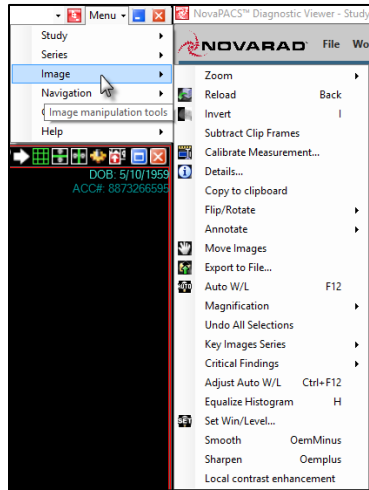 Menu
Study
Series
Image
Navigation
Image manipulation tools
Help
DOB: 5/10/1959
ACC#: 8873266595
NovaPACS™ Diagnostic Viewer - Study
NOVARAD File Wo
Zoom
Reload Back
Invert I
Subtract Clip Frames
Calibrate Measurement...
Details...
Copy to clipboard
Flip/Rotate
Annotate
Move Images
Export to File...
AUTO Auto W/L F12
Magnification
Undo All Selections
Key Images Series
Critical Findings
Adjust Auto W/L Ctrl+F12
Equalize Histogram H
SET Set Win/Level...
Smooth OemMinus
Sharpen Oemplus
Local contrast enhancement